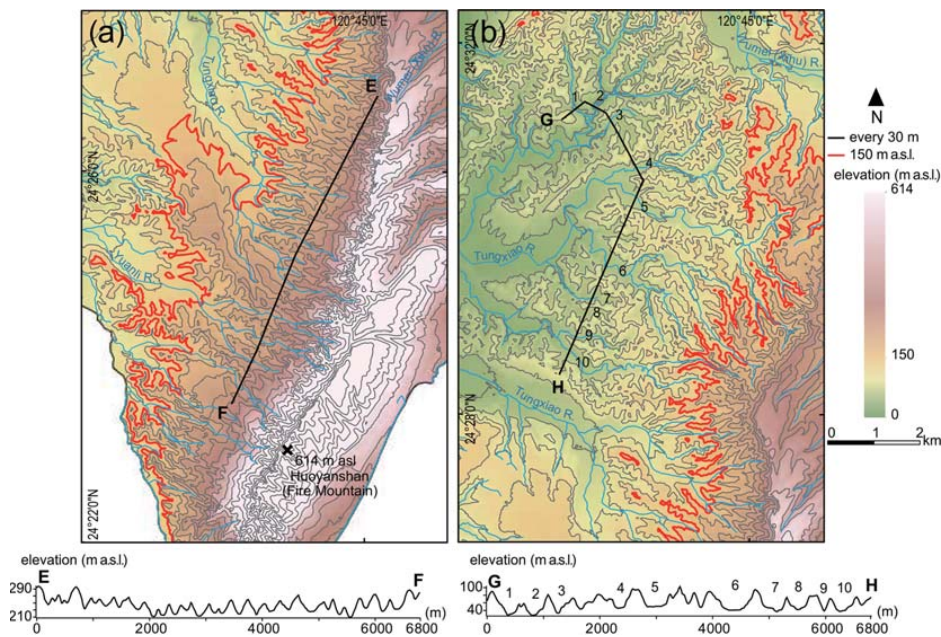 120°45'0"E
120°45'0"E
(a)
(b)
N
every 30 m
150 m a.s.l.
elevation (m a.s.l.)
614
150
0
0 1 2
km
24°32'0"N
24°28'0"N
24°26'0"N
24°22'0"N
Tungxiao R.
Yuanli R.
E
F
614 m asl
Huoyanshan
(Fire Mountain)
1 2
G 3
4
5
Tungxiao R.
6
7
8
9
10
H
Tungxiao R.
elevation (m a.s.l.)
E F
290
210
(m)
0 2000 4000 6000 6800
elevation (m a.s.l.)
G 1 2 3 4 5 6 7 8 9 10 H
100
40
(m)
0 2000 4000 6000 6800